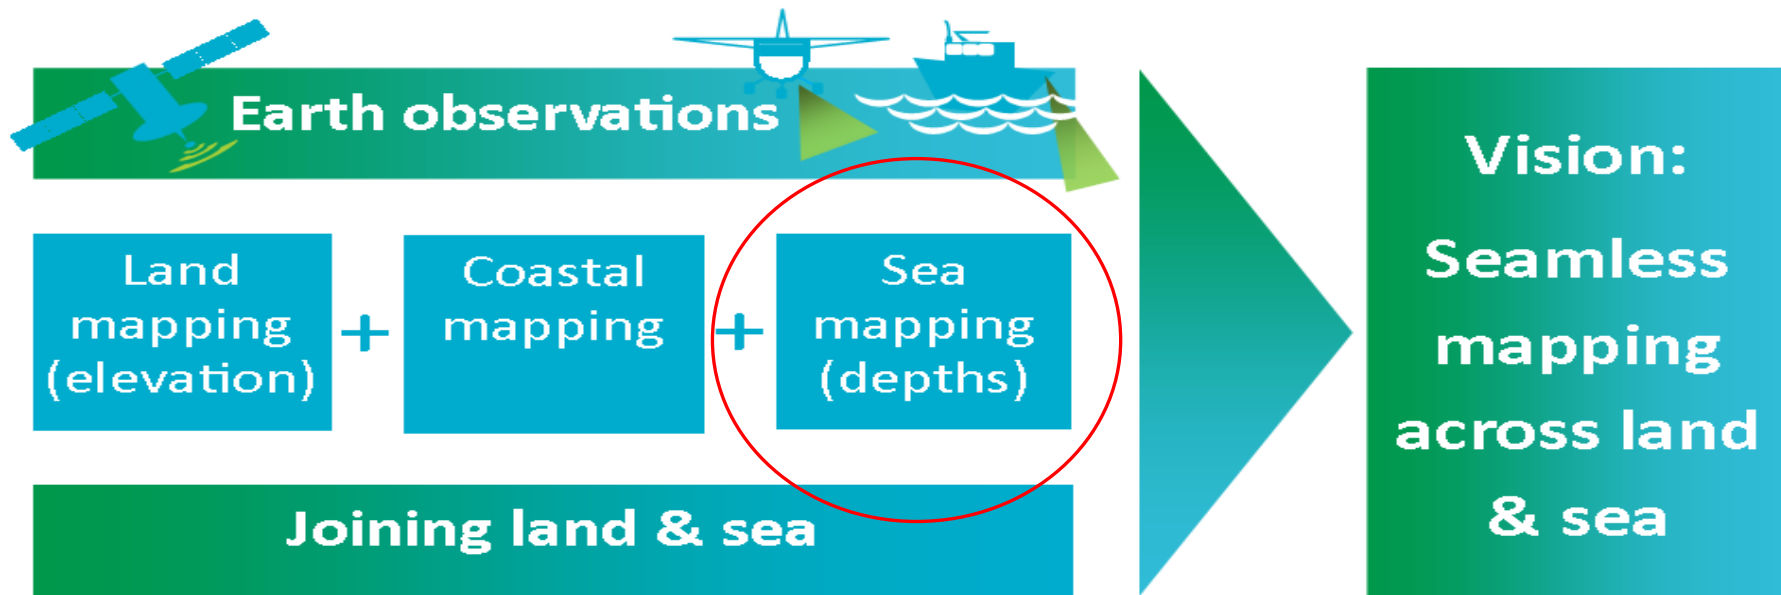 Earth observations
Land
mapping
(elevation)
+
Coastal
mapping
+
Sea
mapping
(depths)
Joining land & sea
Vision:
Seamless
mapping
across land
& sea